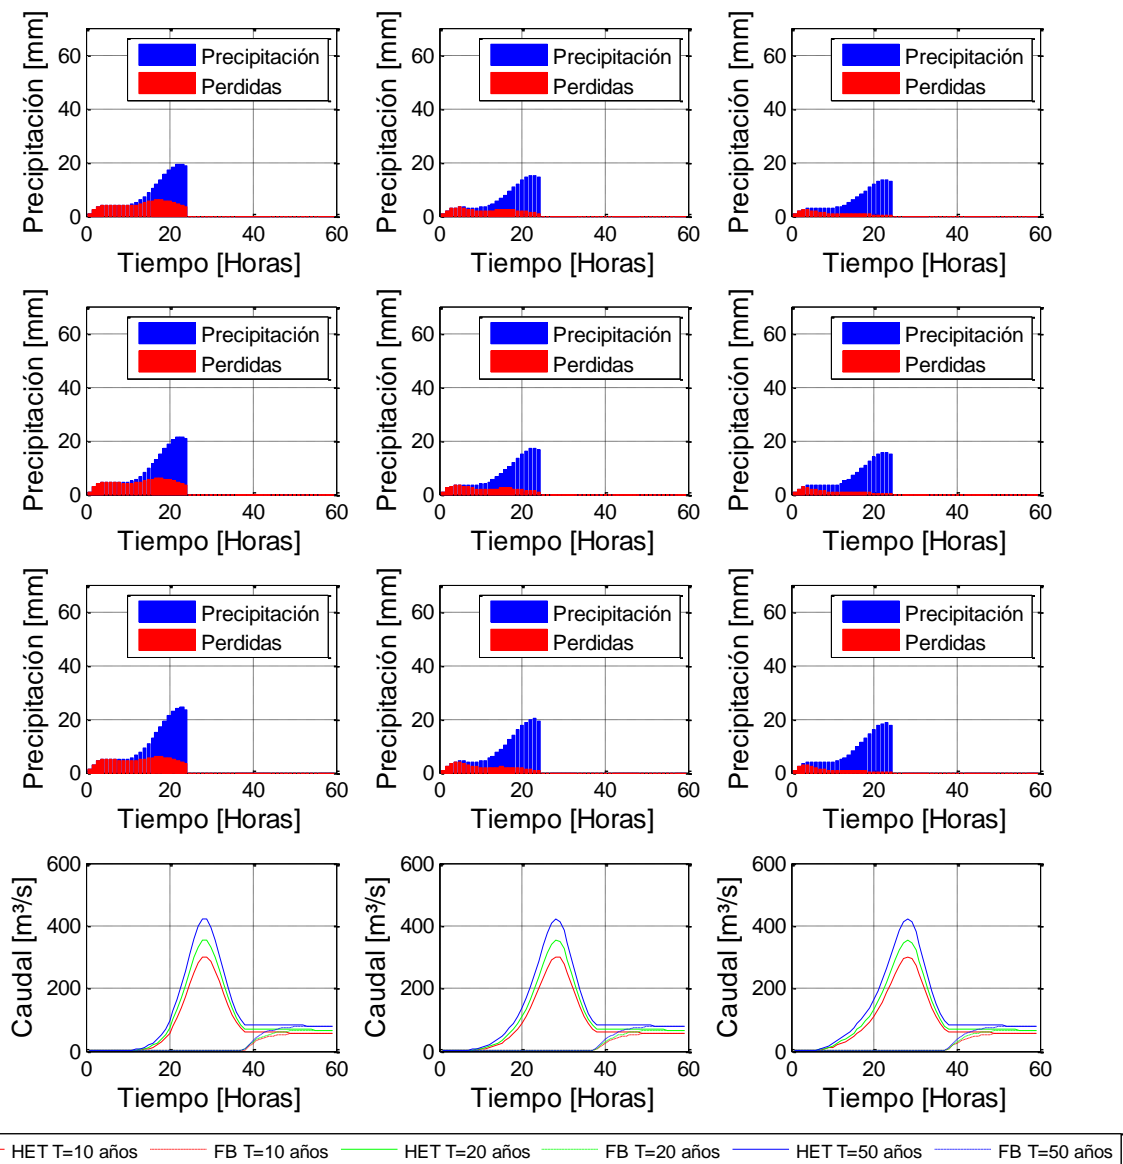 Precipitación [mm]
60
40
20
0
Precipitación
Perdidas
0 20 40 60
Tiempo [Horas]
Precipitación [mm]
60
40
20
0
Precipitación
Perdidas
0 20 40 60
Tiempo [Horas]
Precipitación [mm]
60
40
20
0
Precipitación
Perdidas
0 20 40 60
Tiempo [Horas]
Precipitación [mm]
60
40
20
0
Precipitación
Perdidas
0 20 40 60
Tiempo [Horas]
Precipitación [mm]
60
40
20
0
Precipitación
Perdidas
0 20 40 60
Tiempo [Horas]
Precipitación [mm]
60
40
20
0
Precipitación
Perdidas
0 20 40 60
Tiempo [Horas]
Precipitación [mm]
60
40
20
0
Precipitación
Perdidas
0 20 40 60
Tiempo [Horas]
Precipitación [mm]
60
40
20
0
Precipitación
Perdidas
0 20 40 60
Tiempo [Horas]
Precipitación [mm]
60
40
20
0
Precipitación
Perdidas
0 20 40 60
Tiempo [Horas]
Caudal [m³/s]
600
400
200
0
0 20 40 60
Tiempo [Horas]
Caudal [m³/s]
600
400
200
0
0 20 40 60
Tiempo [Horas]
Caudal [m³/s]
600
400
200
0
0 20 40 60
Tiempo [Horas]
HET T=10 años FB T=10 años HET T=20 años FB T=20 años HET T=50 años FB T=50 años